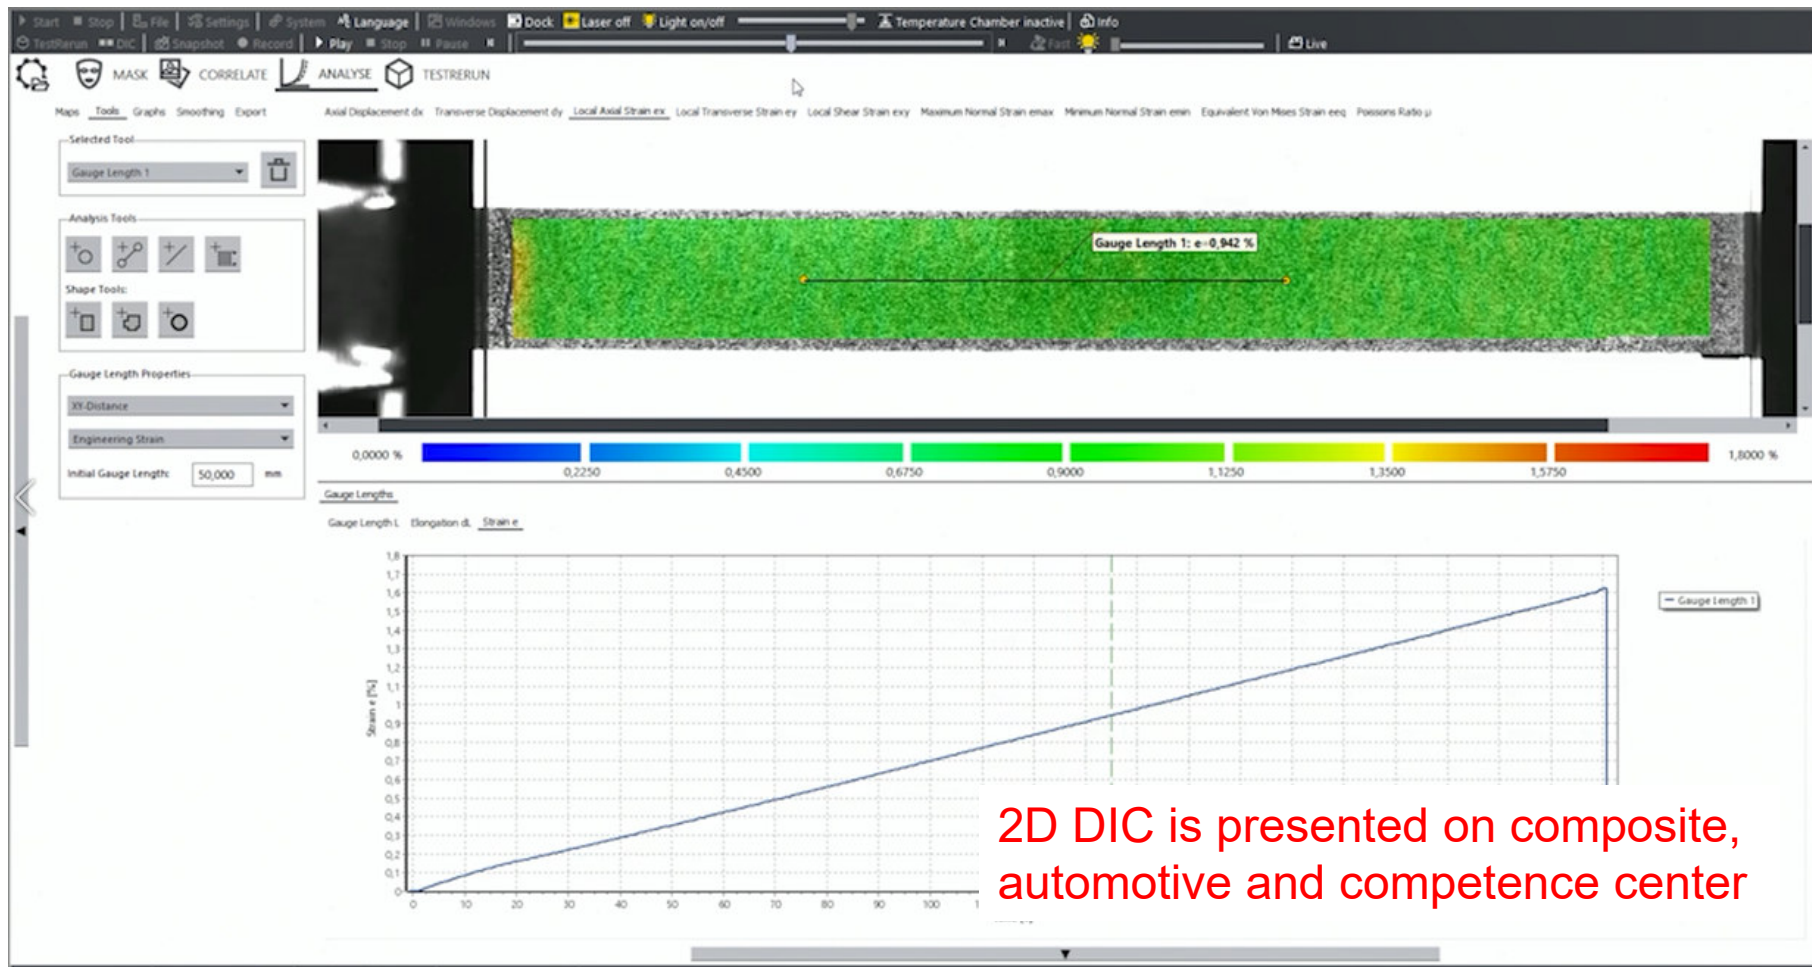 Start Stop File Settings System Language Windows Dock Laser off Light on/off Temperature Chamber inactive Info
TestRerun DIC Snapshot Record Play Stop Pause Fast Live
MASK CORRELATE ANALYSE TESTRERUN
Maps Tools Graphs Smoothing Export
Axial Displacement dx Transverse Displacement dy Local Axial Strain ex Local Transverse Strain ey Local Shear Strain exy Maximum Normal Strain emax Minimum Normal Strain emin Equivalent Von Mises Strain eeq Poissons Ratio μ
Selected Tool
Gauge Length 1
Analysis Tools
Shape Tools:
Gauge Length Properties
XY-Distance
Engineering Strain
Initial Gauge Length: 50,000 mm
Gauge Length 1: e=0,942 %
0,0000 % 0,2250 0,4500 0,6750 0,9000 1,1250 1,3500 1,5750 1,8000 %
Gauge Lengths
Gauge Length L Elongation dL Strain e
Strain e [%]
1,8
1,7
1,6
1,5
1,4
1,3
1,2
1,1
1
0,9
0,8
0,7
0,6
0,5
0,4
0,3
0,2
0,1
0
0 10 20 30 40 50 60 70 80 90 100
Gauge Length 1
2D DIC is presented on composite,
automotive and competence center